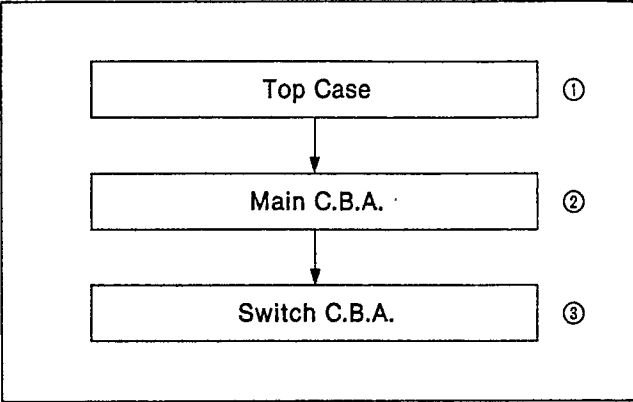 Top Case ①
Main C.B.A. ②
Switch C.B.A. ③